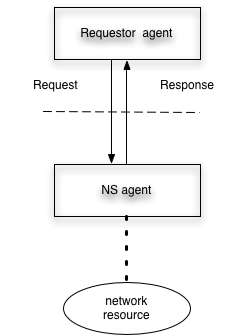 Requestor agent
Request
Response
NS agent
network
resource